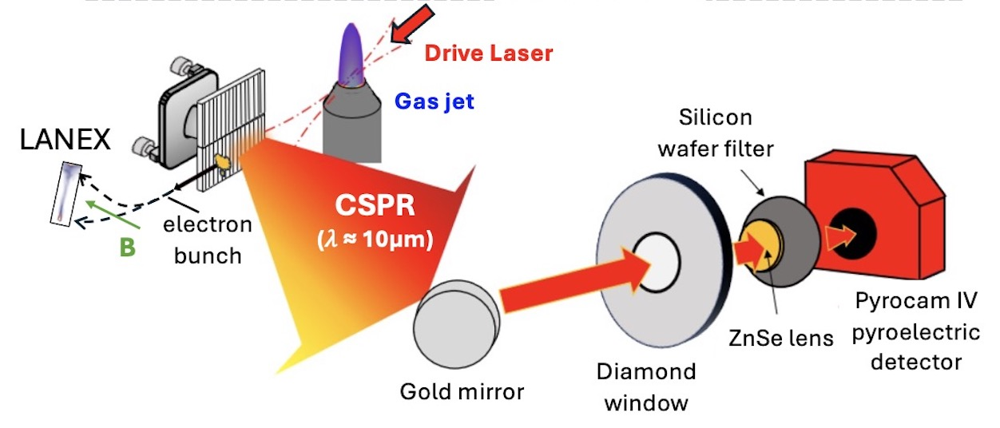 Drive Laser
Gas jet
LANEX
B
electron
bunch
CSPR
(λ ≈ 10μm)
Gold mirror
Diamond
window
Silicon
wafer filter
ZnSe lens
Pyrocam IV
pyroelectric
detector